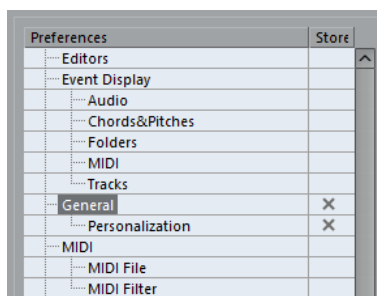 Preferences Store
Editors
Event Display
Audio
Chords&Pitches
Folders
MIDI
Tracks
General
Personalization
MIDI
MIDI File
MIDI Filter